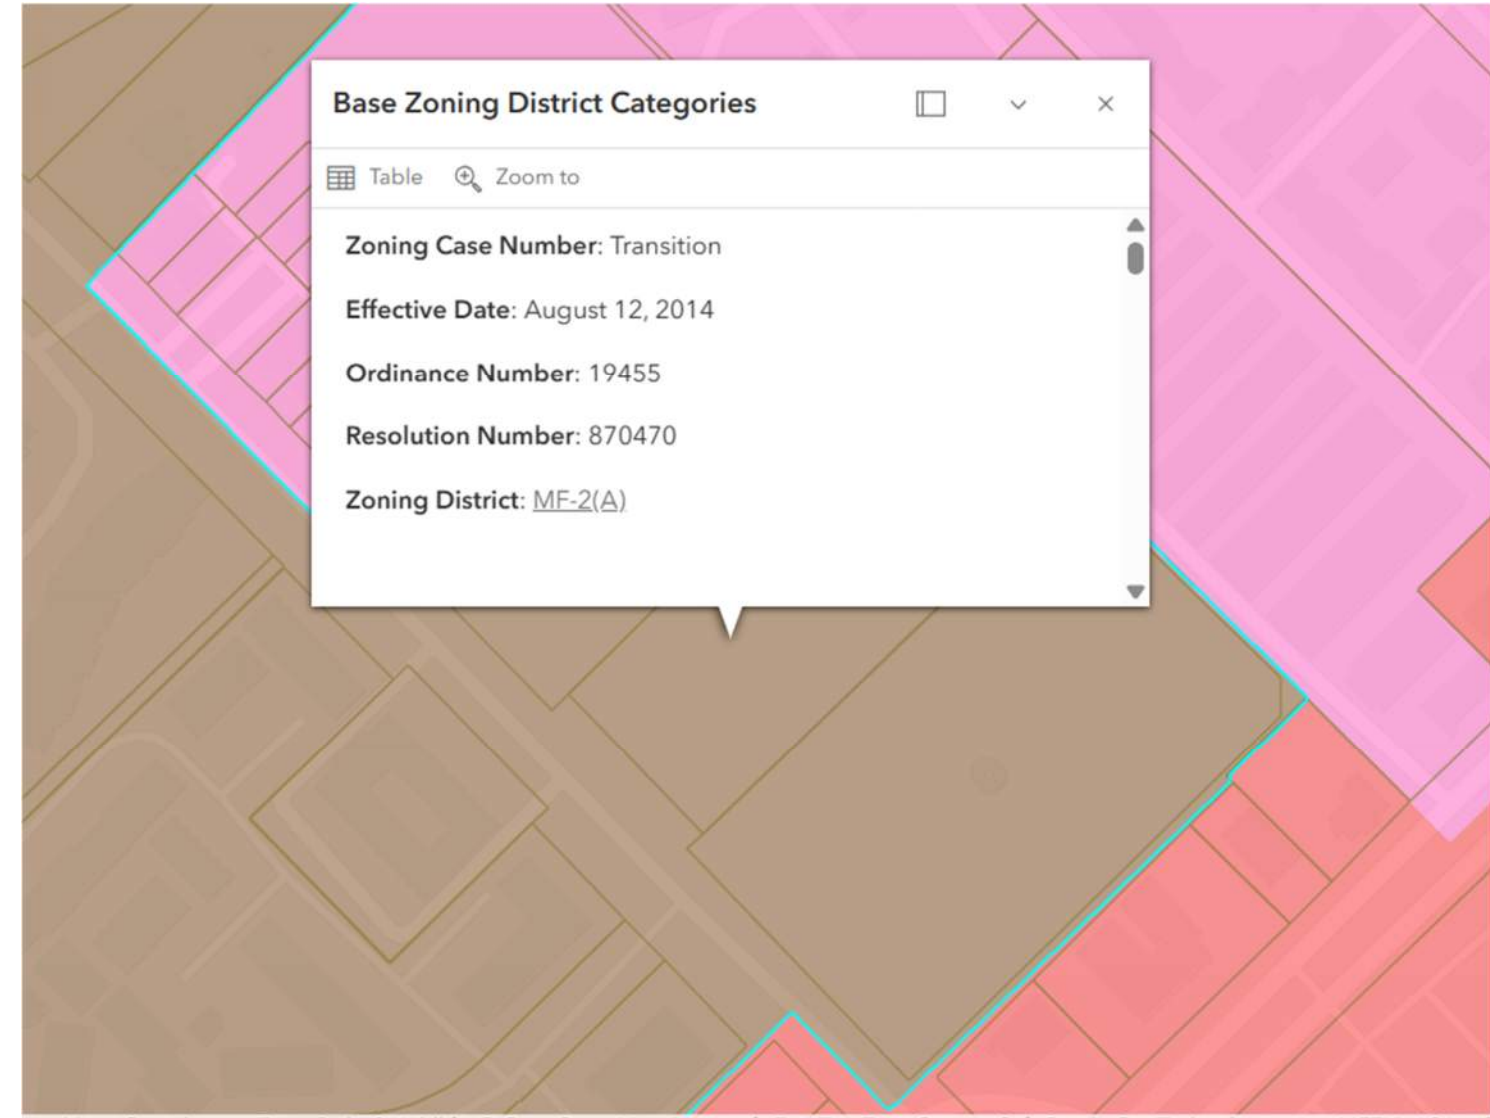 Base Zoning District Categories
Table Zoom to
Zoning Case Number: Transition
Effective Date: August 12, 2014
Ordinance Number: 19455
Resolution Number: 870470
Zoning District: MF-2(A)